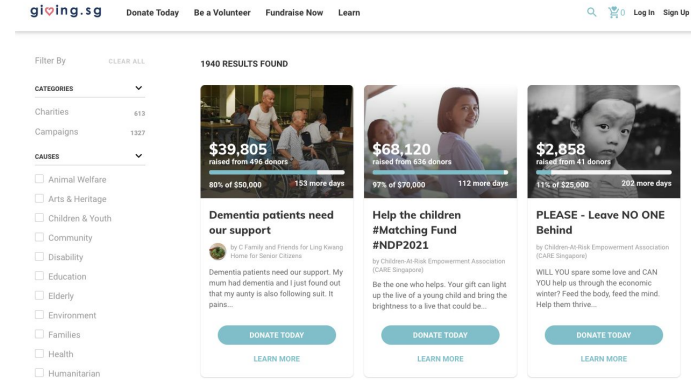 giving.sg
Donate Today
Be a Volunteer
Fundraise Now
Learn
0
Log In
Sign Up
Filter By
CLEAR ALL
CATEGORIES
Charities 613
Campaigns 1327
CAUSES
Animal Welfare
Arts & Heritage
Children & Youth
Community
Disability
Education
Elderly
Environment
Families
Health
Humanitarian
1940 RESULTS FOUND
$39,805
raised from 496 donors
80% of $50,000 153 more days
Dementia patients need
our support
by C Family and Friends for Ling Kwang
Home for Senior Citizens
Dementia patients need our support. My
mum had dementia and I just found out
that my aunty is also following suit. It
pains...
DONATE TODAY
LEARN MORE
$68,120
raised from 636 donors
97% of $70,000 112 more days
Help the children
#Matching Fund
#NDP2021
by Children-At-Risk Empowerment Association
(CARE Singapore)
Be the one who helps. Your gift can light
up the live of a young child and bring the
brightness to a live that could be...
DONATE TODAY
LEARN MORE
$2,858
raised from 41 donors
11% of $25,000 202 more days
PLEASE - Leave NO ONE
Behind
by Children-At-Risk Empowerment Association
(CARE Singapore)
WILL YOU spare some love and CAN
YOU help us through the economic
winter? Feed the body, feed the mind.
Help them thrive...
DONATE TODAY
LEARN MORE